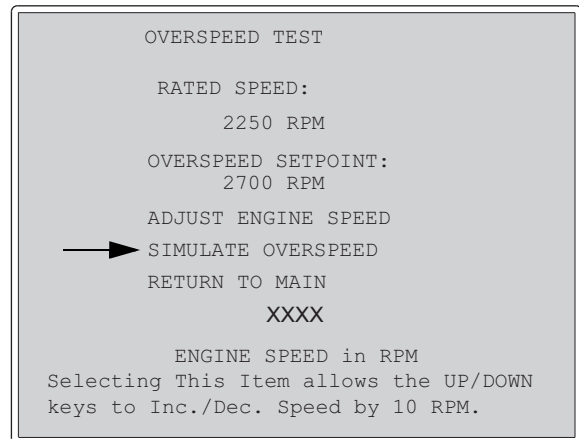 OVERSPEED TEST
RATED SPEED:
2250 RPM
OVERSPEED SETPOINT:
2700 RPM
ADJUST ENGINE SPEED
SIMULATE OVERSPEED
RETURN TO MAIN
XXXX
ENGINE SPEED in RPM
Selecting This Item allows the UP/DOWN
keys to Inc./Dec. Speed by 10 RPM.